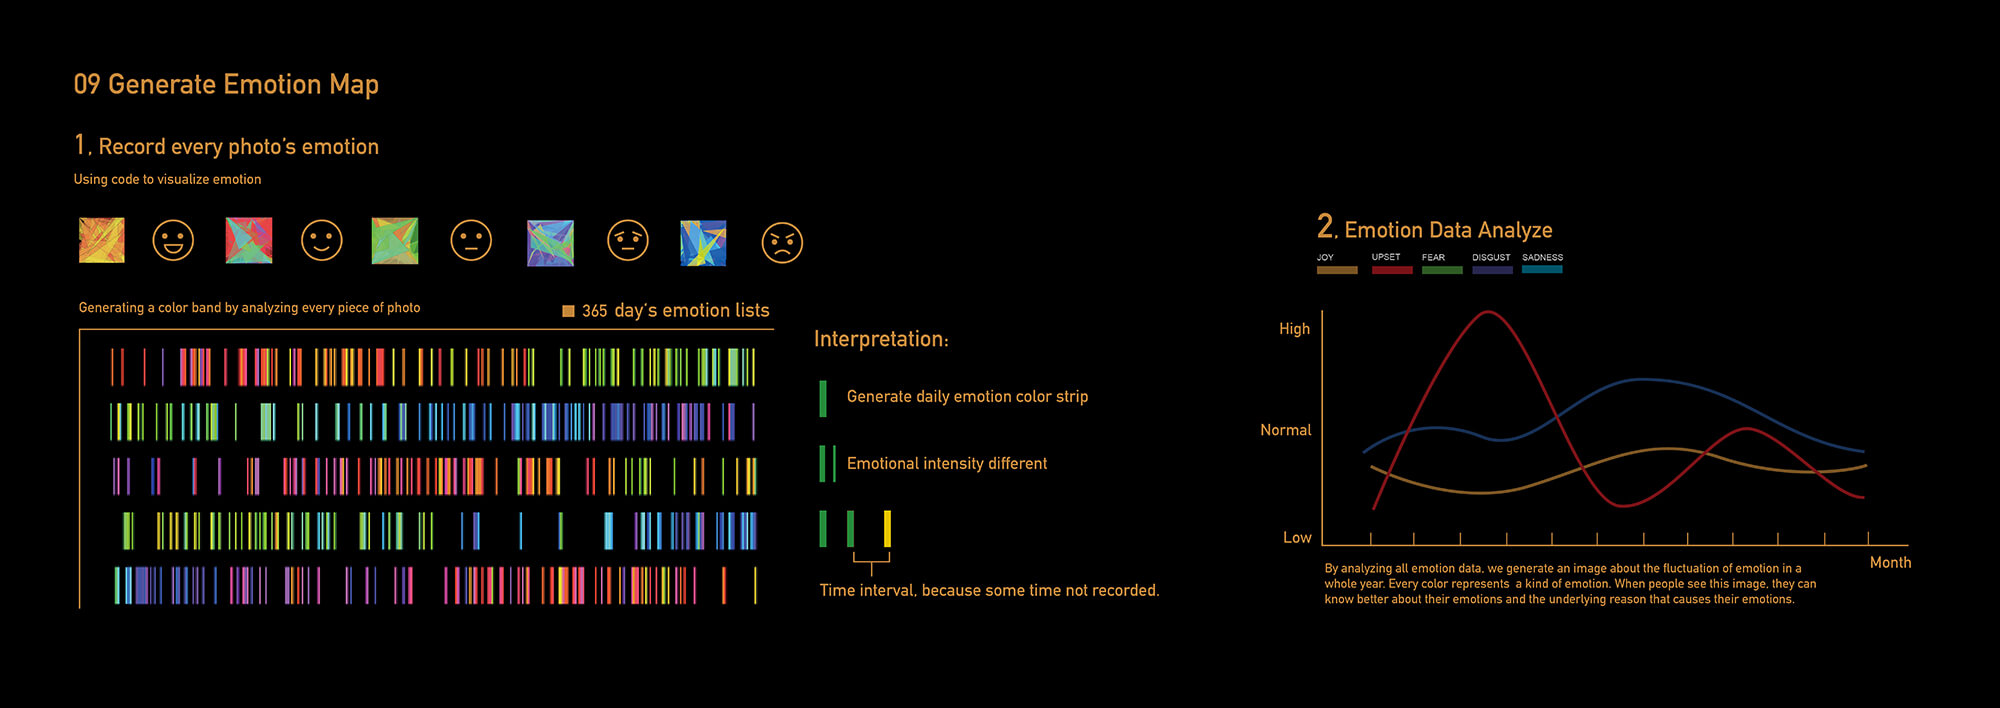 09 Generate Emotion Map
1. Record every photo's emotion
Using code to visualize emotion
Generating a color band by analyzing every piece of photo
365 day's emotion lists
Interpretation:
Generate daily emotion color strip
Emotional intensity different
Time interval, because some time not recorded.
2. Emotion Data Analyze
JOY UPSET FEAR DISGUST SADNESS
High
Normal
Low
Month
By analyzing all emotion data, we generate an image about the fluctuation of emotion in a
whole year. Every color represents a kind of emotion. When people see this image, they can
know better about their emotions and the underlying reason that causes their emotions.